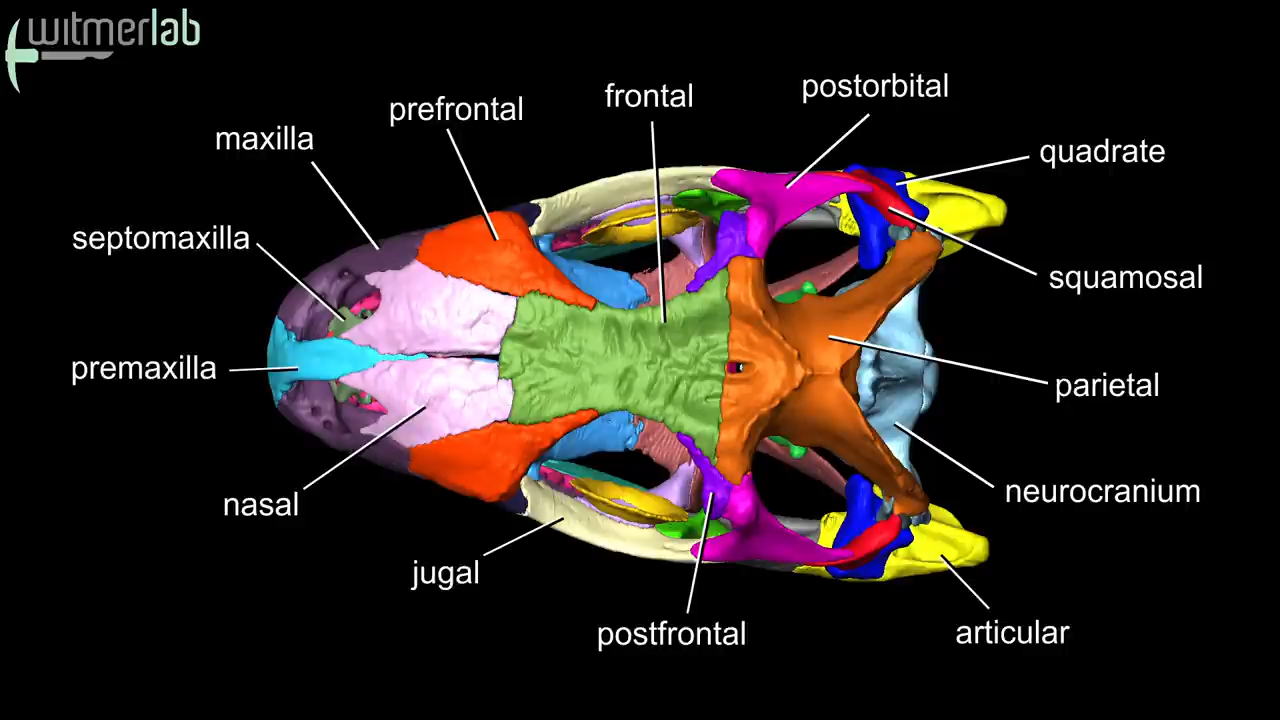 witmerlab
postorbital
frontal
prefrontal
maxilla
quadrate
septomaxilla
squamosal
premaxilla
parietal
nasal
neurocranium
jugal
postfrontal
articular